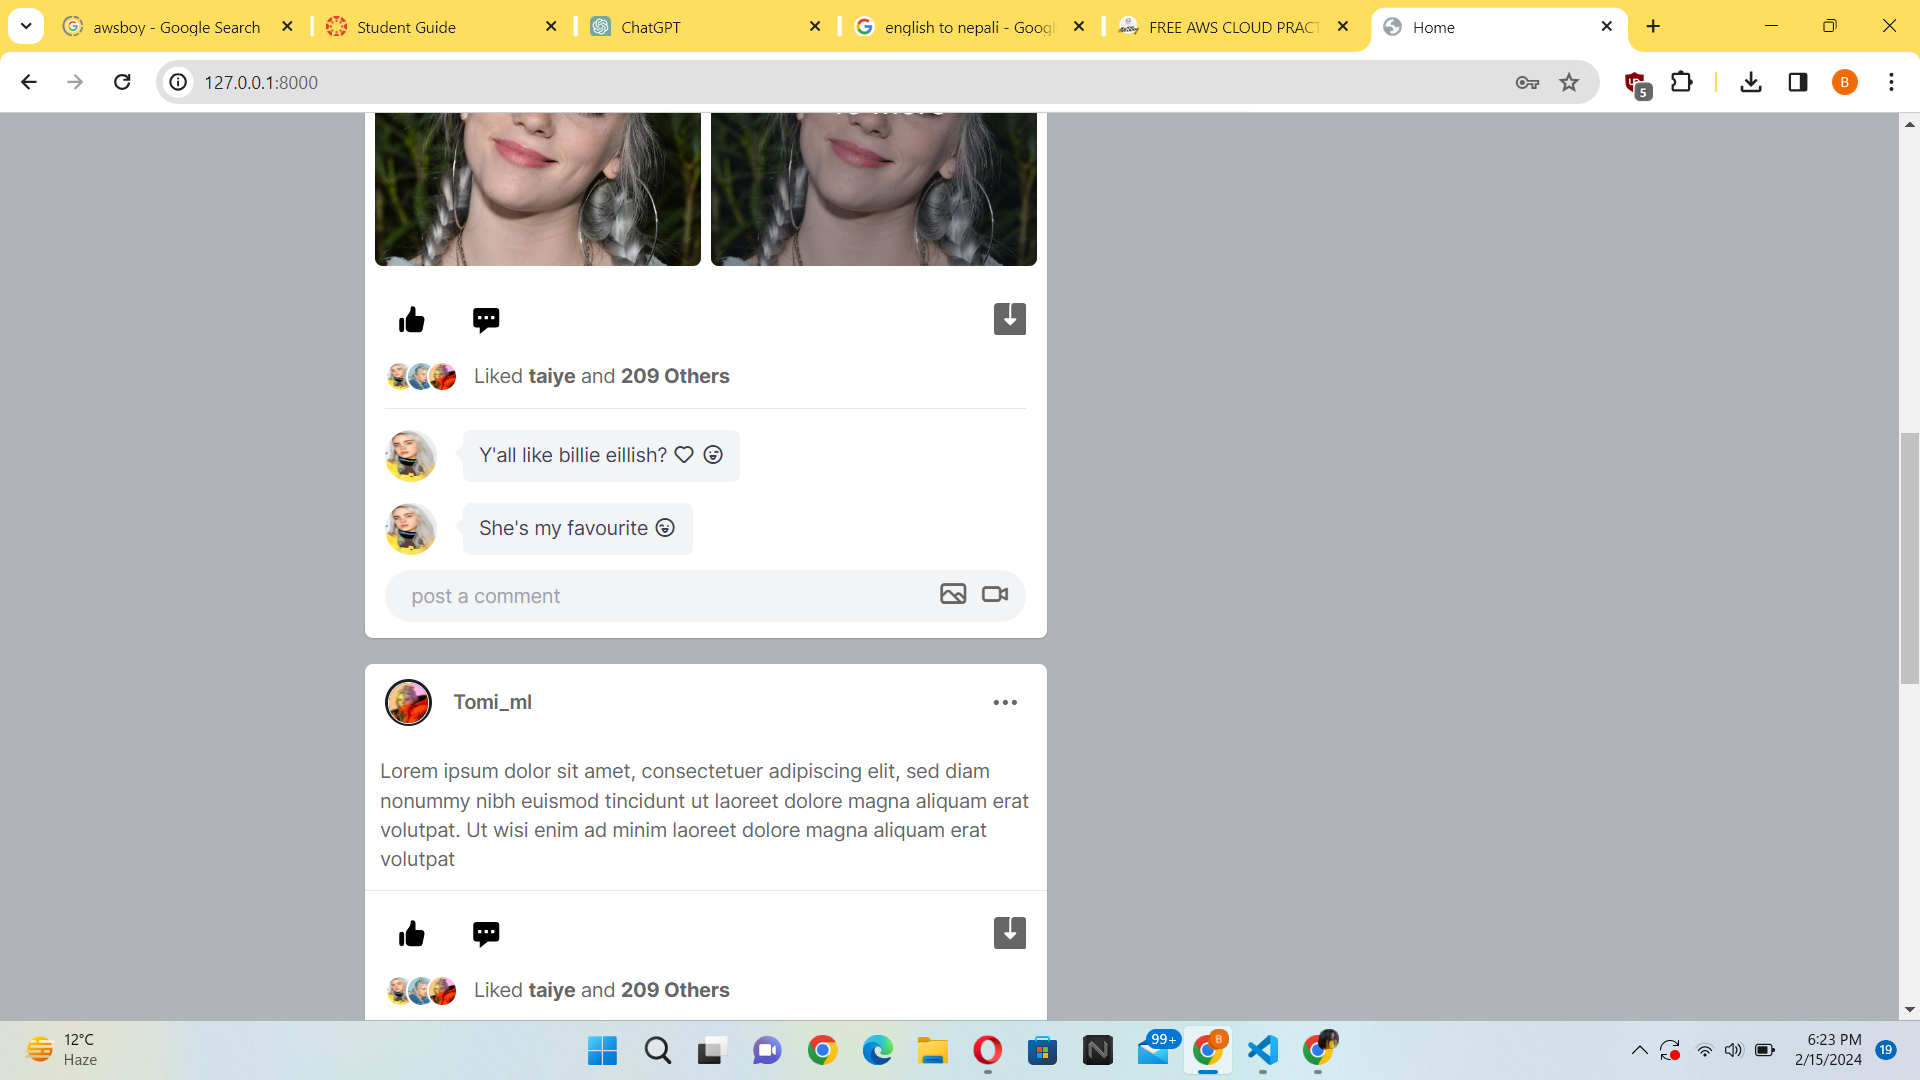 awsboy - Google Search
Student Guide
ChatGPT
english to nepali - Goog
FREE AWS CLOUD PRACT
Home
127.0.0.1:8000
5
B
Liked taiye and 209 Others
Y'all like billie eillish?
She's my favourite
post a comment
Tomi_ml
Lorem ipsum dolor sit amet, consectetuer adipiscing elit, sed diam
nonummy nibh euismod tincidunt ut laoreet dolore magna aliquam erat
volutpat. Ut wisi enim ad minim laoreet dolore magna aliquam erat
volutpat
Liked taiye and 209 Others
12°C
Haze
99+
B
6:23 PM
2/15/2024
19